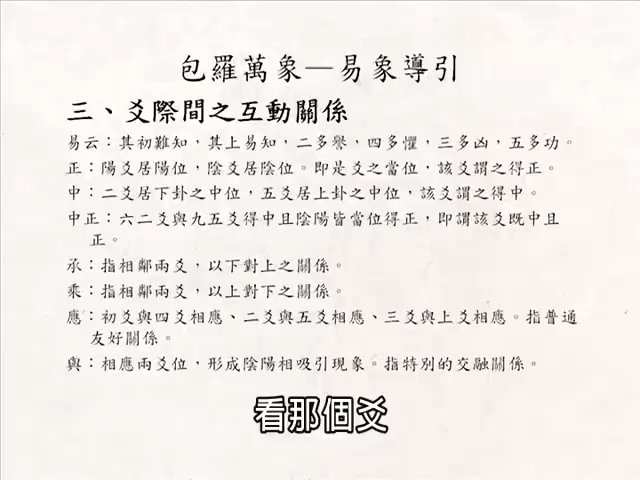 包羅萬象—易象導引
三、爻際間之互動關係
易云：其初難知，其上易知，二多譽，四多懼，三多凶，五多功。
正：陽爻居陽位，陰爻居陰位。即是爻之當位，該爻謂之得正。
中：二爻居下卦之中位，五爻居上卦之中位，該爻謂之得中。
中正：六二爻與九五爻得中且陰陽皆當位得正，即謂該爻既中且
正。
承：指相鄰兩爻，以下對上之關係。
乘：指相鄰兩爻，以上對下之關係。
應：初爻與四爻相應、二爻與五爻相應、三爻與上爻相應。指普通
友好關係。
與：相應兩爻位，形成陰陽相吸引現象。指特別的交融關係。
看那個爻